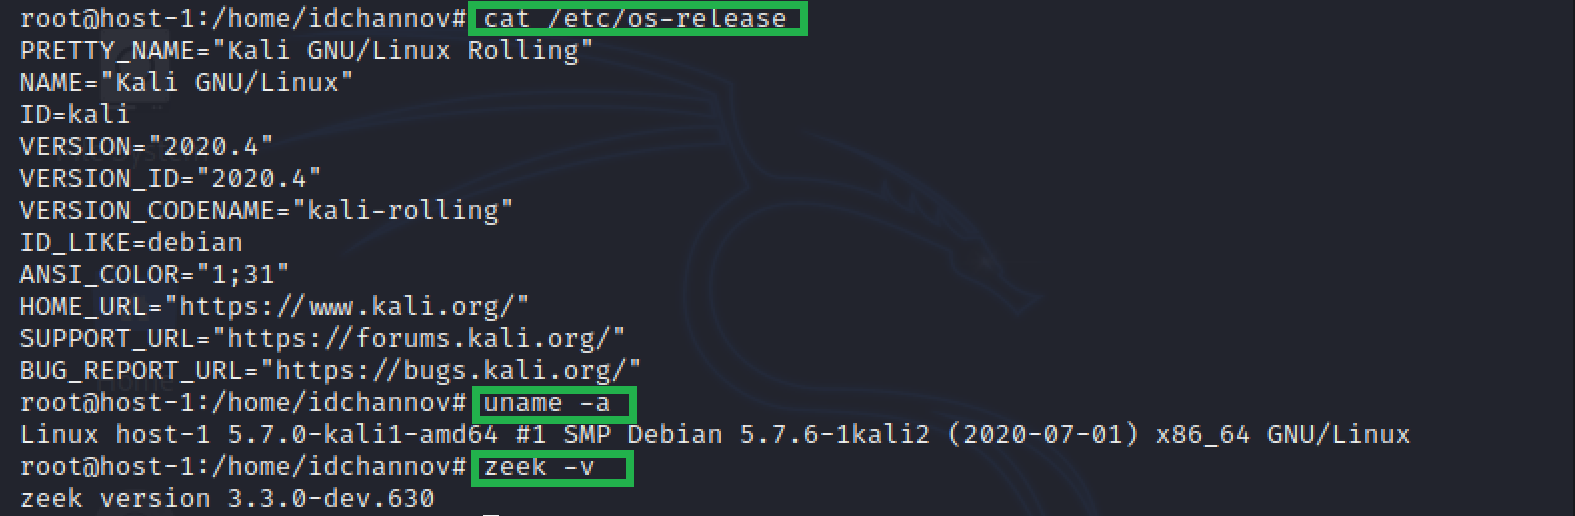 root@host-1:/home/idchannov# cat /etc/os-release
PRETTY_NAME="Kali GNU/Linux Rolling"
NAME="Kali GNU/Linux"
ID=kali
VERSION="2020.4"
VERSION_ID="2020.4"
VERSION_CODENAME="kali-rolling"
ID_LIKE=debian
ANSI_COLOR="1;31"
HOME_URL="https://www.kali.org/"
SUPPORT_URL="https://forums.kali.org/"
BUG_REPORT_URL="https://bugs.kali.org/"
root@host-1:/home/idchannov# uname -a
Linux host-1 5.7.0-kali1-amd64 #1 SMP Debian 5.7.6-1kali2 (2020-07-01) x86_64 GNU/Linux
root@host-1:/home/idchannov# zeek -v
zeek version 3.3.0-dev.630